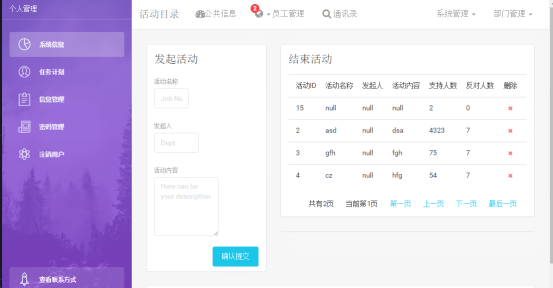 个人管理
系统信息
任务计划
信息管理
密码管理
注销用户
查看联系方式
活动目录 公共信息 2 员工管理 通讯录 系统管理 部门管理
发起活动
活动名称
Job Na
发起人
Dept
活动内容
Here can be
your description
确认提交
结束活动
活动ID 活动名称 发起人 活动内容 支持人数 反对人数 删除
15 null null null 2 0 ×
2 asd null dsa 4323 7 ×
3 gfh null fgh 75 7 ×
4 cz null hfg 54 7 ×
共有2页 当前第1页 第一页 上一页 下一页 最后一页